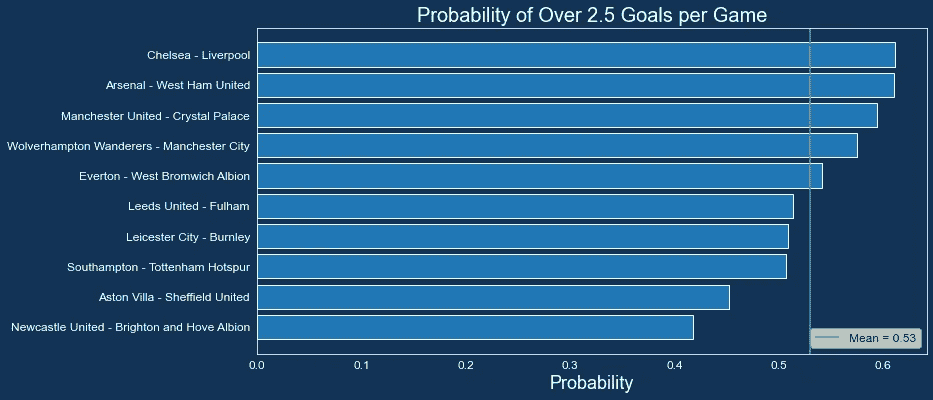 Probability of Over 2.5 Goals per Game
Chelsea - Liverpool
Arsenal - West Ham United
Manchester United - Crystal Palace
Wolverhampton Wanderers - Manchester City
Everton - West Bromwich Albion
Leeds United - Fulham
Leicester City - Burnley
Southampton - Tottenham Hotspur
Aston Villa - Sheffield United
Newcastle United - Brighton and Hove Albion
Mean = 0.53
0.0 0.1 0.2 0.3 0.4 0.5 0.6
Probability